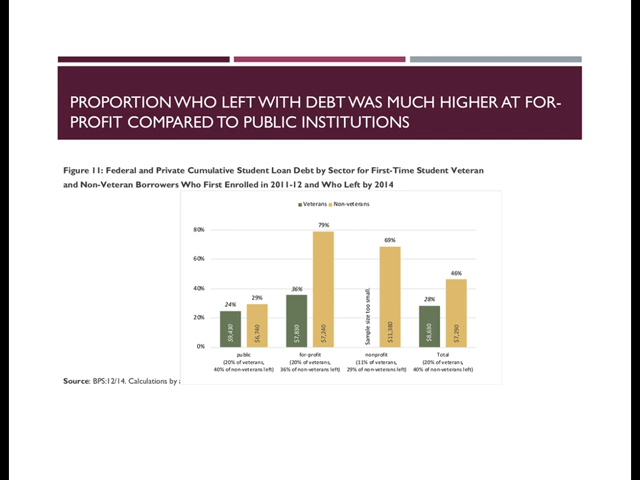 PROPORTION WHO LEFT WITH DEBT WAS MUCH HIGHER AT FOR-
PROFIT COMPARED TO PUBLIC INSTITUTIONS
Figure 11: Federal and Private Cumulative Student Loan Debt by Sector for First-Time Student Veteran
and Non-Veteran Borrowers Who First Enrolled in 2011-12 and Who Left by 2014
Veterans Non-veterans
80%
60%
40%
20%
0%
24%
29%
36%
79%
69%
28%
46%
$9,430
$6,740
$7,830
$7,240
Sample size too small.
$11,380
$8,630
$7,290
public
(20% of veterans,
40% of non-veterans left)
for-profit
(20% of veterans,
36% of non-veterans left)
nonprofit
(11% of veterans,
29% of non-veterans left)
Total
(20% of veterans,
40% of non-veterans left)
Source: BPS:12/14. Calculations by